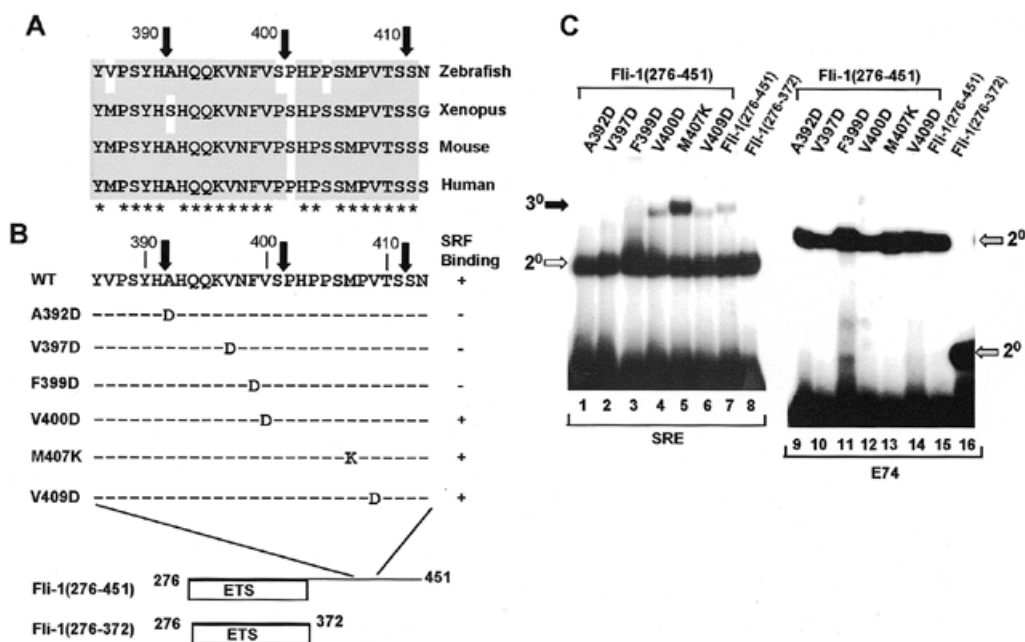 A
390 400 410
YVPSYHAHQQKVNFVSPHPPSMPVTSSN Zebrafish
YMPSYHSHQQKVNFVPSHPSSMPVTSSG Xenopus
YMPSYHAHQQKVNFVPSHPSSMPVTSSS Mouse
YMPSYHAHQQKVNFVPPHPSSMPVTSSS Human
* **** ******** ** *******
B
390 400 410 SRF Binding
WT YVPSYHAHQQKVNFVSPHPPSMPVTSSN +
A392D ------D--------------------- -
V397D -----------D---------------- -
F399D -------------D-------------- -
V400D --------------D------------- +
M407K ---------------------K------ +
V409D -----------------------D---- +
Fli-1(276-451) 276 ETS 451
Fli-1(276-372) 276 ETS 372
C
Fli-1(276-451) Fli-1(276-451)
A392D V397D F399D V400D M407K V409D Fli-1(276-451) Fli-1(276-372)
A392D V397D F399D V400D M407K V409D Fli-1(276-451) Fli-1(276-372)
3⁰
2⁰ 2⁰
2⁰
1 2 3 4 5 6 7 8
SRE
9 10 11 12 13 14 15 16
E74